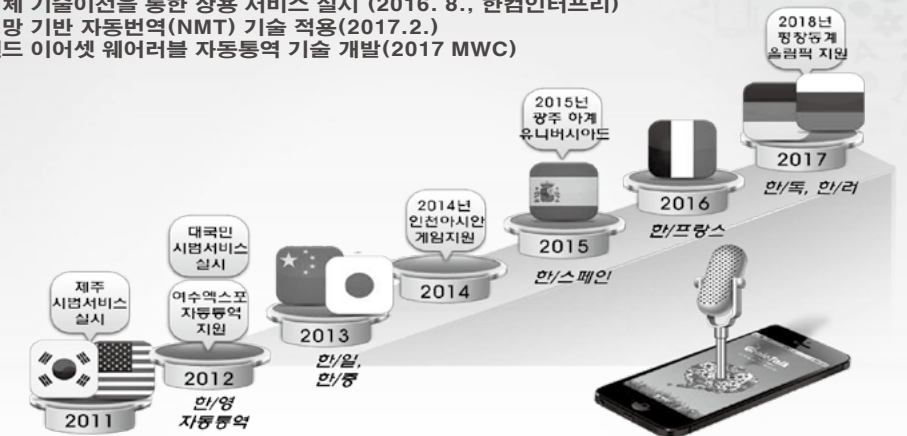 체 기술이전을 통한 상용 서비스 실시 (2016. 8., 한컴인터프리)
망 기반 자동번역(NMT) 기술 적용(2017.2.)
드 이어셋 웨어러블 자동통역 기술 개발(2017 MWC)
제주
시범서비스
실시
2011
대국민
시범서비스
실시
여수엑스포
자동통역
지원
2012
한/영
자동통역
2013
한/일,
한/중
2014년
인천아시안
게임지원
2014
2015년
광주 하계
유니버시아드
2015
한/스페인
2016
한/프랑스
2018년
평창동계
올림픽 지원
2017
한/독, 한/러